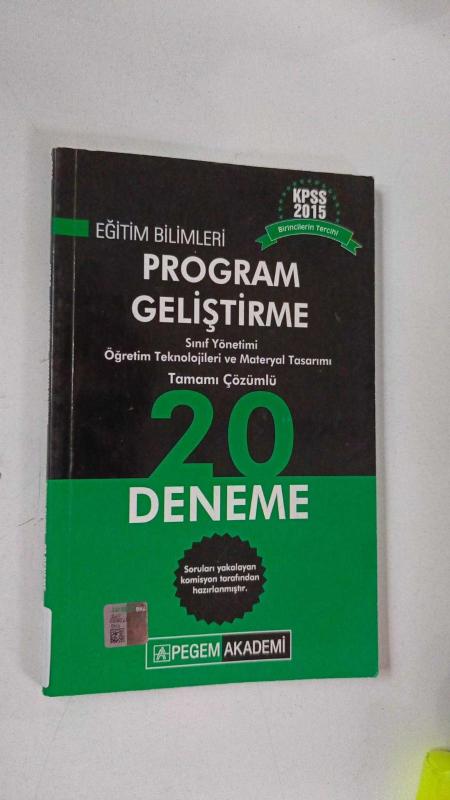 KPSS
2015
Birincilerin Tercihi
EĞİTİM BİLİMLERİ
PROGRAM
GELİŞTİRME
Sınıf Yönetimi
Öğretim Teknolojileri ve Materyal Tasarımı
Tamamı Çözümlü
20
DENEME
Soruları yakalayan
komisyon tarafından
hazırlanmıştır.
PEGEM AKADEMİ